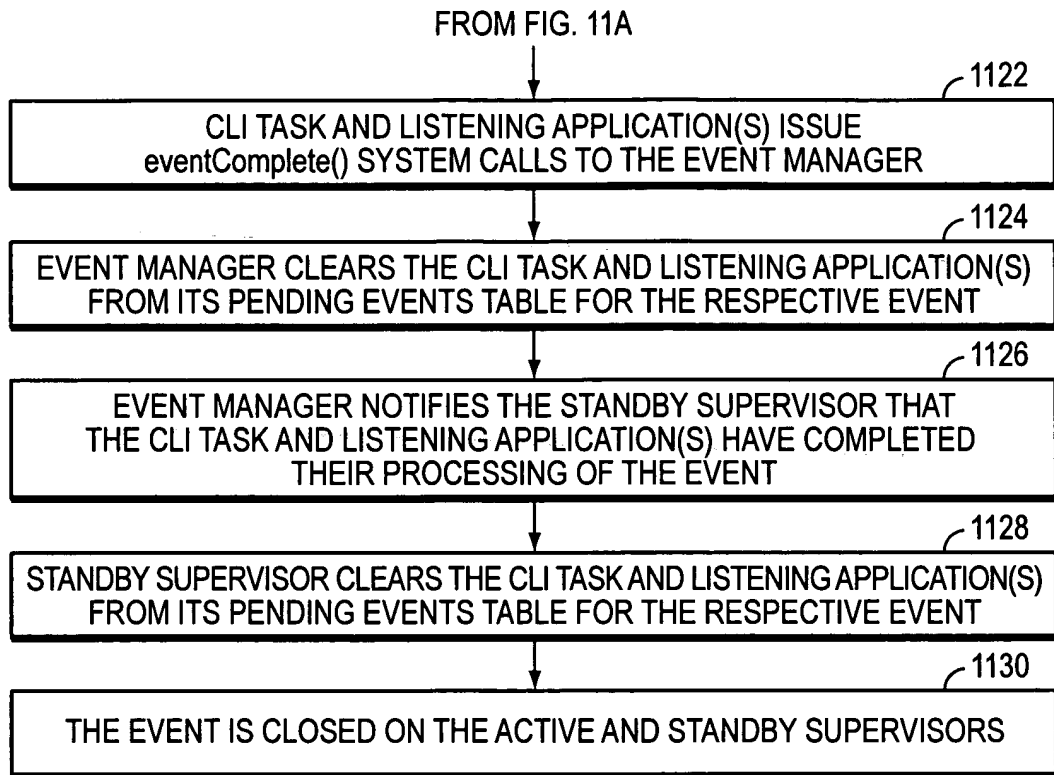 FROM FIG. 11A
1122
CLI TASK AND LISTENING APPLICATION(S) ISSUE
eventComplete() SYSTEM CALLS TO THE EVENT MANAGER
1124
EVENT MANAGER CLEARS THE CLI TASK AND LISTENING APPLICATION(S)
FROM ITS PENDING EVENTS TABLE FOR THE RESPECTIVE EVENT
1126
EVENT MANAGER NOTIFIES THE STANDBY SUPERVISOR THAT
THE CLI TASK AND LISTENING APPLICATION(S) HAVE COMPLETED
THEIR PROCESSING OF THE EVENT
1128
STANDBY SUPERVISOR CLEARS THE CLI TASK AND LISTENING APPLICATION(S)
FROM ITS PENDING EVENTS TABLE FOR THE RESPECTIVE EVENT
1130
THE EVENT IS CLOSED ON THE ACTIVE AND STANDBY SUPERVISORS